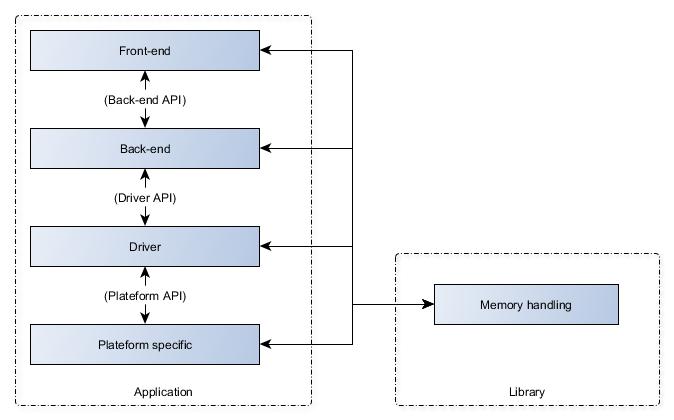 Front-end
(Back-end API)
Back-end
(Driver API)
Driver
(Plateform API)
Plateform specific
Application
Memory handling
Library